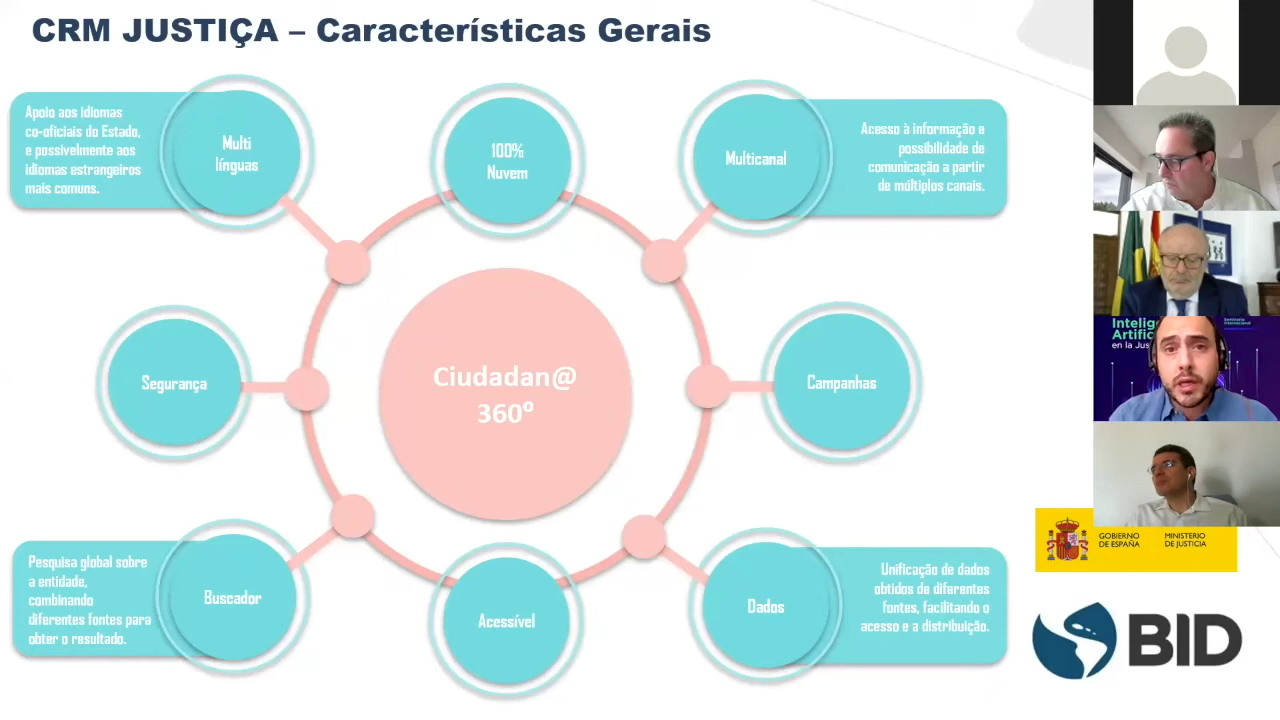 CRM JUSTIÇA – Características Gerais
Apoio aos idiomas
co-oficiais do Estado,
e possivelmente aos
idiomas estrangeiros
mais comuns.
Multi
línguas
100%
Nuvem
Multicanal
Acesso à informação e
possibilidade de
comunicação a partir
de múltiplos canais.
Segurança
Ciudadan@
360º
Campanhas
Pesquisa global sobre
a entidade,
combinando
diferentes fontes para
obter o resultado.
Buscador
Acessível
Dados
Unificação de dados
obtidos de diferentes
fontes, facilitando o
acesso e a distribuição.
Seminario
Internacional
GOBIERNO
DE ESPAÑA
MINISTERIO
DE JUSTICIA
BID